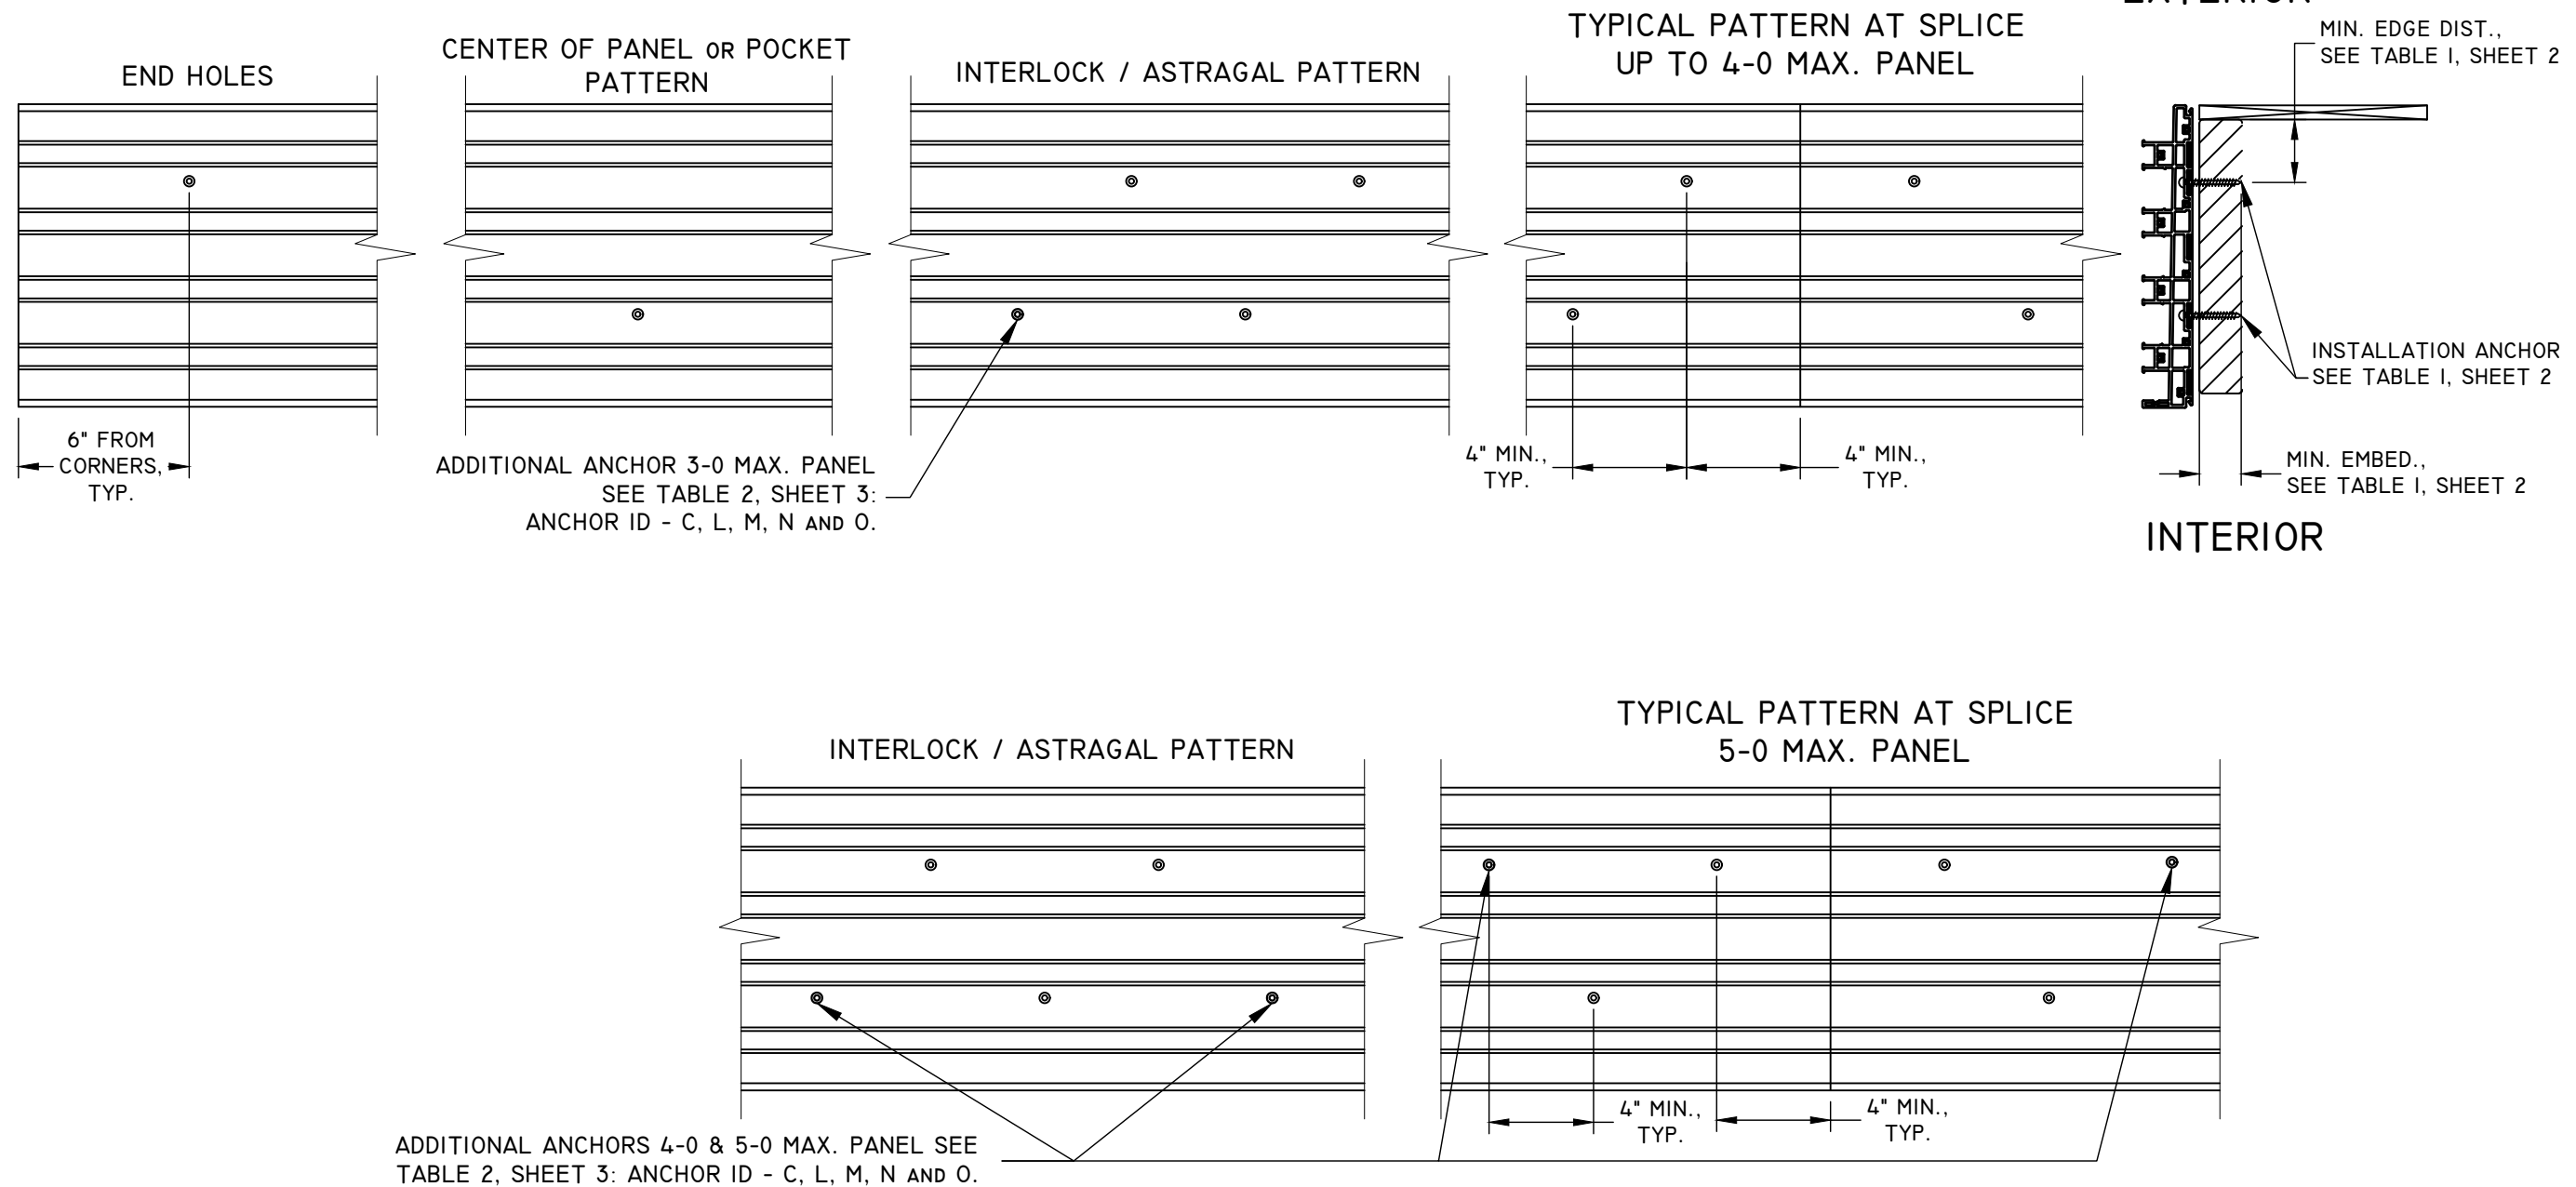 EXTERIOR
END HOLES
CENTER OF PANEL OR POCKET
PATTERN
INTERLOCK / ASTRAGAL PATTERN
TYPICAL PATTERN AT SPLICE
UP TO 4-0 MAX. PANEL
MIN. EDGE DIST.,
SEE TABLE 1, SHEET 2
INSTALLATION ANCHOR
SEE TABLE 1, SHEET 2
6" FROM
CORNERS,
TYP.
ADDITIONAL ANCHOR 3-0 MAX. PANEL
SEE TABLE 2, SHEET 3:
ANCHOR ID - C, L, M, N AND O.
4" MIN.,
TYP.
4" MIN.,
TYP.
MIN. EMBED.,
SEE TABLE 1, SHEET 2
INTERIOR
INTERLOCK / ASTRAGAL PATTERN
TYPICAL PATTERN AT SPLICE
5-0 MAX. PANEL
4" MIN.,
TYP.
4" MIN.,
TYP.
ADDITIONAL ANCHORS 4-0 & 5-0 MAX. PANEL SEE
TABLE 2, SHEET 3: ANCHOR ID - C, L, M, N AND O.